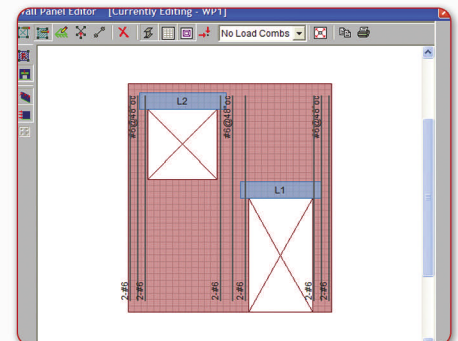 Wall Panel Editor [Currently Editing - WP1]
No Load Combs
L2
#6@48"oc
#6@48"oc
#6@48"oc
L1
2-#6
2-#6
2-#6
2-#6
2-#6
2-#6